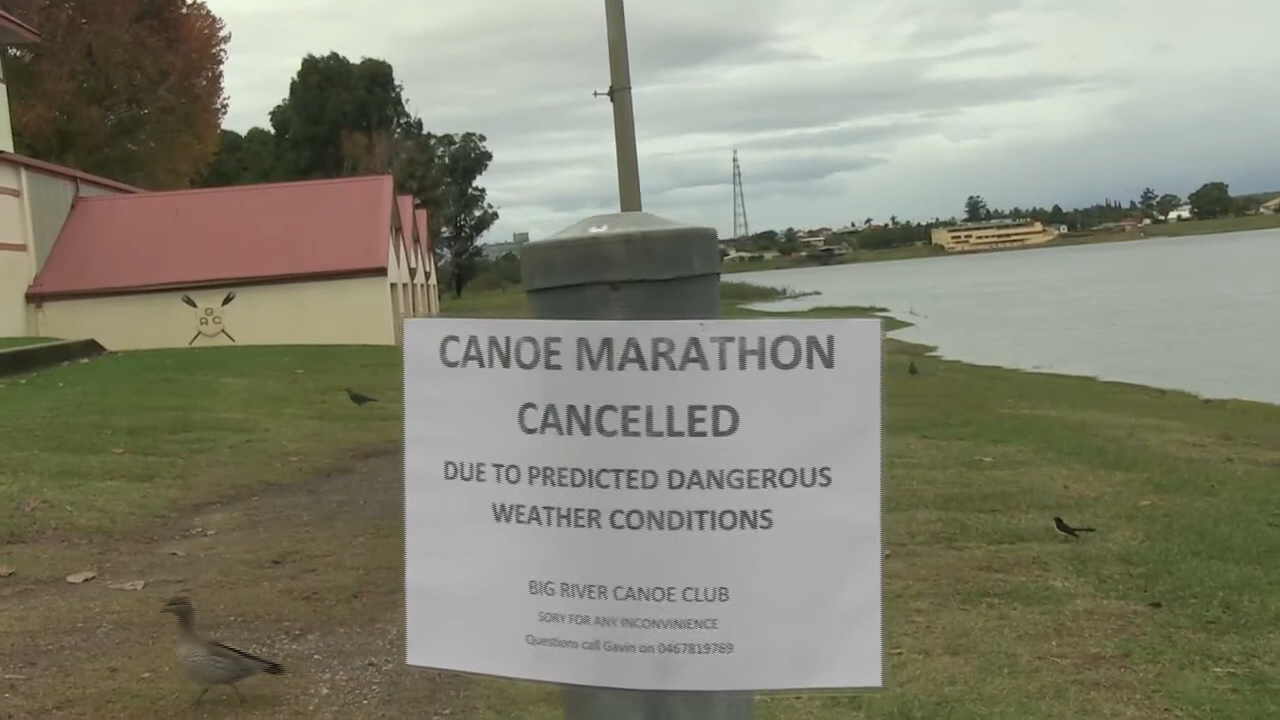 G
R C
CANOE MARATHON
CANCELLED
DUE TO PREDICTED DANGEROUS
WEATHER CONDITIONS
BIG RIVER CANOE CLUB
SORY FOR ANY INCONVINIENCE
Questions call Gavin on 0467819769